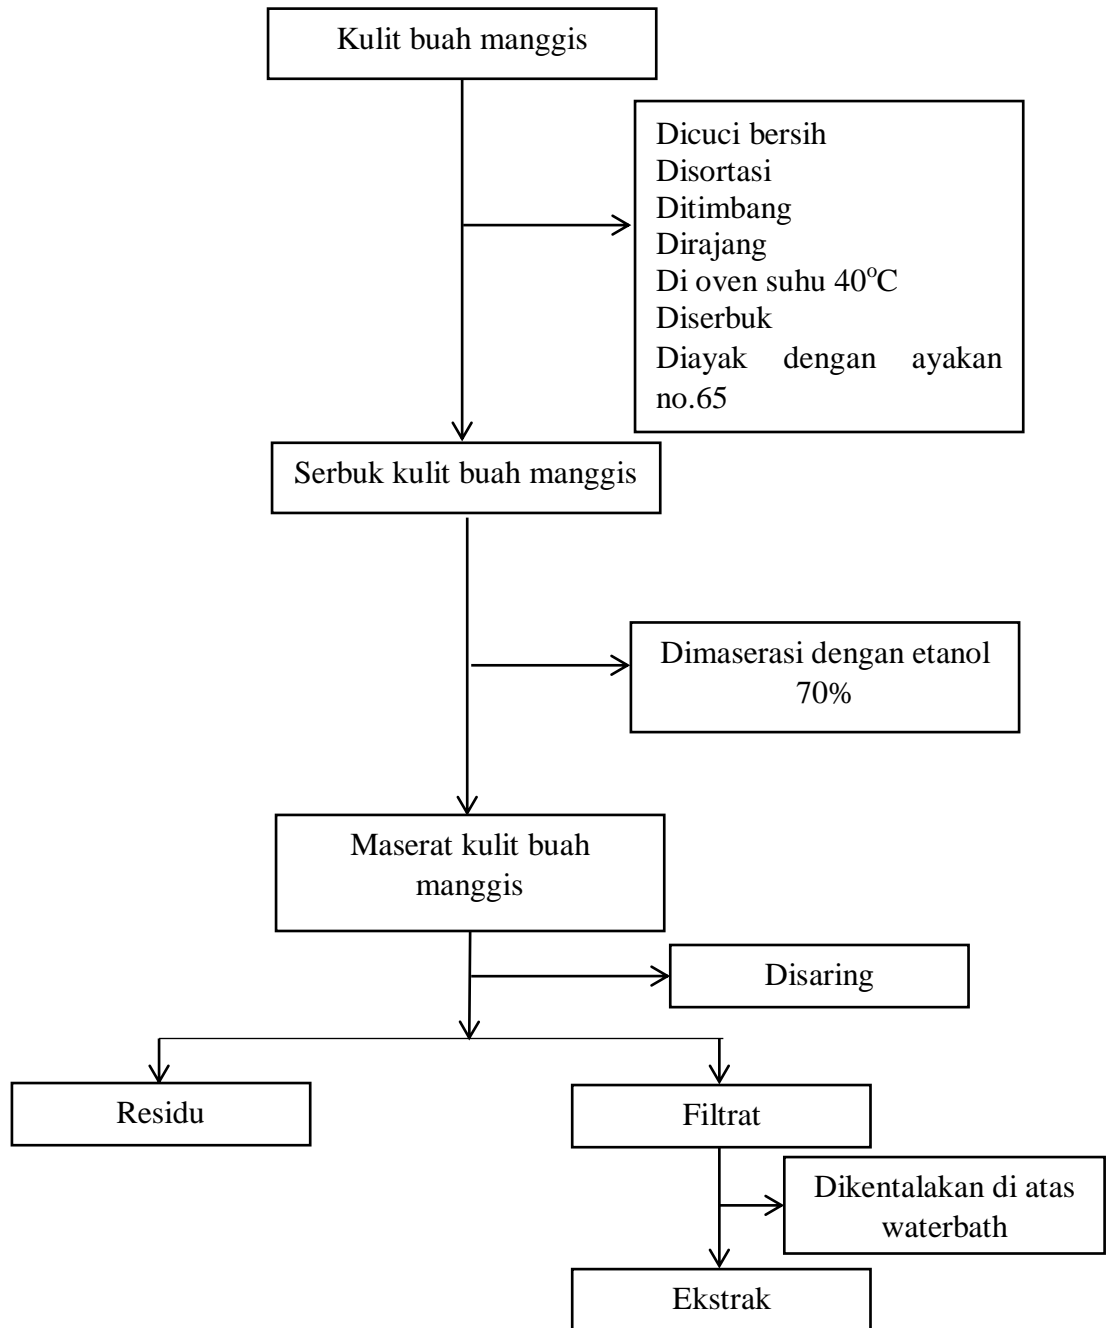 Kulit buah manggis
Dicuci bersih
Disortasi
Ditimbang
Dirajang
Di oven suhu 40°C
Diserbuk
Diayak dengan ayakan
no.65
Serbuk kulit buah manggis
Dimaserasi dengan etanol
70%
Maserat kulit buah
manggis
Disaring
Residu
Filtrat
Dikentalakan di atas
waterbath
Ekstrak